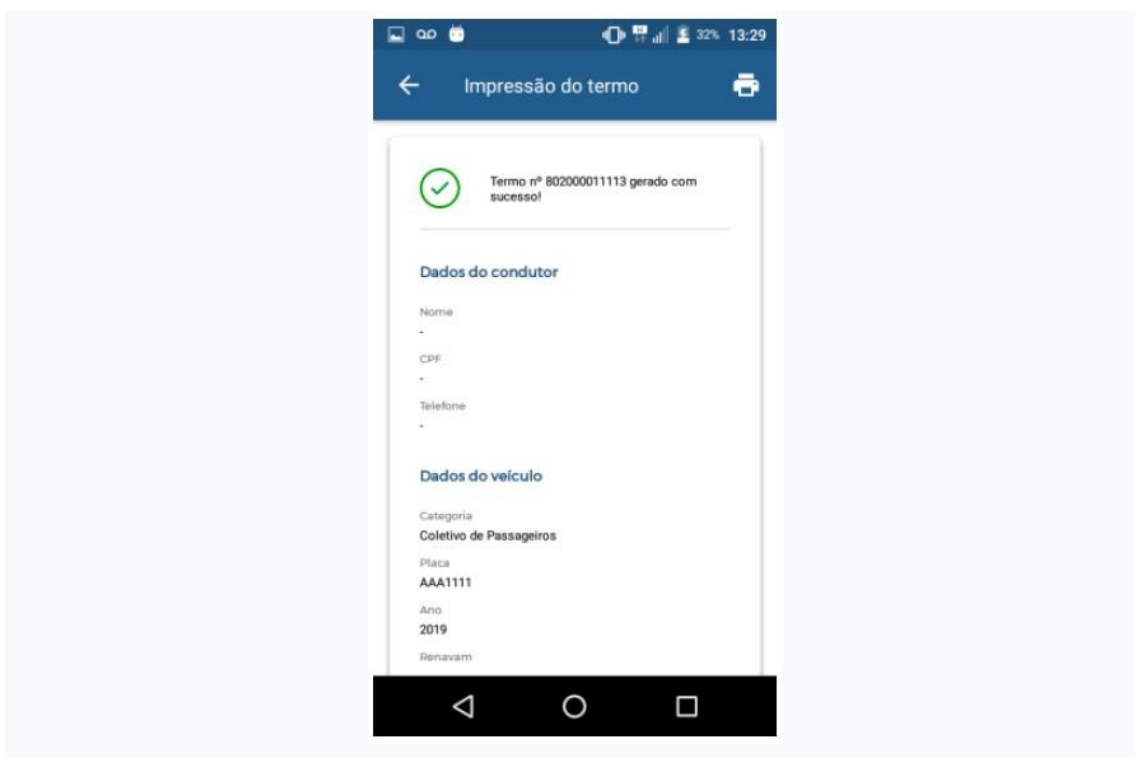 32% 13:29
Impressão do termo
Termo nº 802000011113 gerado com
sucesso!
Dados do condutor
Nome
-
CPF
-
Telefone
-
Dados do veículo
Categoria
Coletivo de Passageiros
Placa
AAA1111
Ano
2019
Renavam